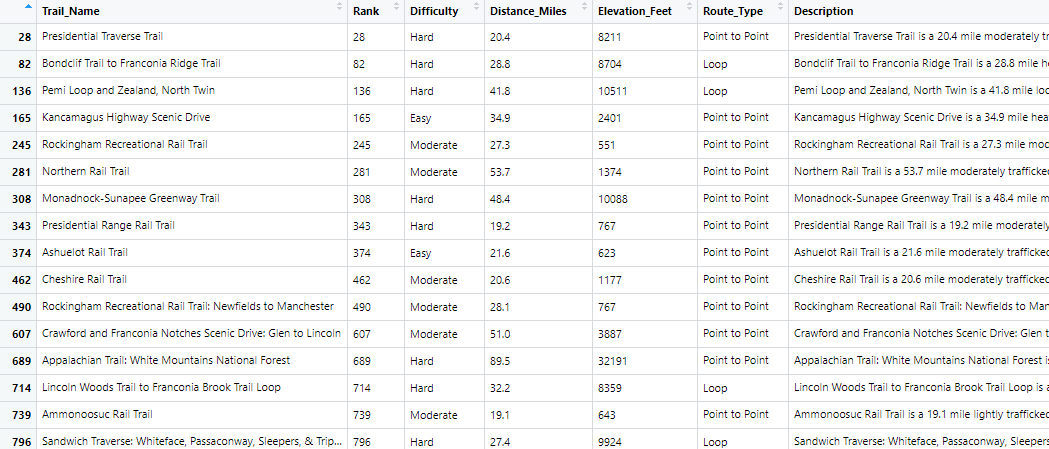 Trail_Name Rank Difficulty Distance_Miles Elevation_Feet Route_Type Description
28 Presidential Traverse Trail 28 Hard 20.4 8211 Point to Point Presidential Traverse Trail is a 20.4 mile moderately tr
82 Bondclif Trail to Franconia Ridge Trail 82 Hard 28.8 8704 Loop Bondclif Trail to Franconia Ridge Trail is a 28.8 mile he
136 Pemi Loop and Zealand, North Twin 136 Hard 41.8 10511 Loop Pemi Loop and Zealand, North Twin is a 41.8 mile loo
165 Kancamagus Highway Scenic Drive 165 Easy 34.9 2401 Point to Point Kancamagus Highway Scenic Drive is a 34.9 mile hea
245 Rockingham Recreational Rail Trail 245 Moderate 27.3 551 Point to Point Rockingham Recreational Rail Trail is a 27.3 mile mod
281 Northern Rail Trail 281 Moderate 53.7 1374 Point to Point Northern Rail Trail is a 53.7 mile moderately trafficked
308 Monadnock-Sunapee Greenway Trail 308 Hard 48.4 10088 Point to Point Monadnock-Sunapee Greenway Trail is a 48.4 mile m
343 Presidential Range Rail Trail 343 Hard 19.2 767 Point to Point Presidential Range Rail Trail is a 19.2 mile moderately
374 Ashuelot Rail Trail 374 Easy 21.6 623 Point to Point Ashuelot Rail Trail is a 21.6 mile moderately trafficked
462 Cheshire Rail Trail 462 Moderate 20.6 1177 Point to Point Cheshire Rail Trail is a 20.6 mile moderately trafficked
490 Rockingham Recreational Rail Trail: Newfields to Manchester 490 Moderate 28.1 767 Point to Point Rockingham Recreational Rail Trail: Newfields to Man
607 Crawford and Franconia Notches Scenic Drive: Glen to Lincoln 607 Moderate 51.0 3887 Point to Point Crawford and Franconia Notches Scenic Drive: Glen t
689 Appalachian Trail: White Mountains National Forest 689 Hard 89.5 32191 Point to Point Appalachian Trail: White Mountains National Forest is
714 Lincoln Woods Trail to Franconia Brook Trail Loop 714 Hard 32.2 8359 Loop Lincoln Woods Trail to Franconia Brook Trail Loop is a
739 Ammonoosuc Rail Trail 739 Moderate 19.1 643 Point to Point Ammonoosuc Rail Trail is a 19.1 mile lightly trafficked
796 Sandwich Traverse: Whiteface, Passaconway, Sleepers, & Trip... 796 Hard 27.4 9924 Loop Sandwich Traverse: Whiteface, Passaconway, Sleepers